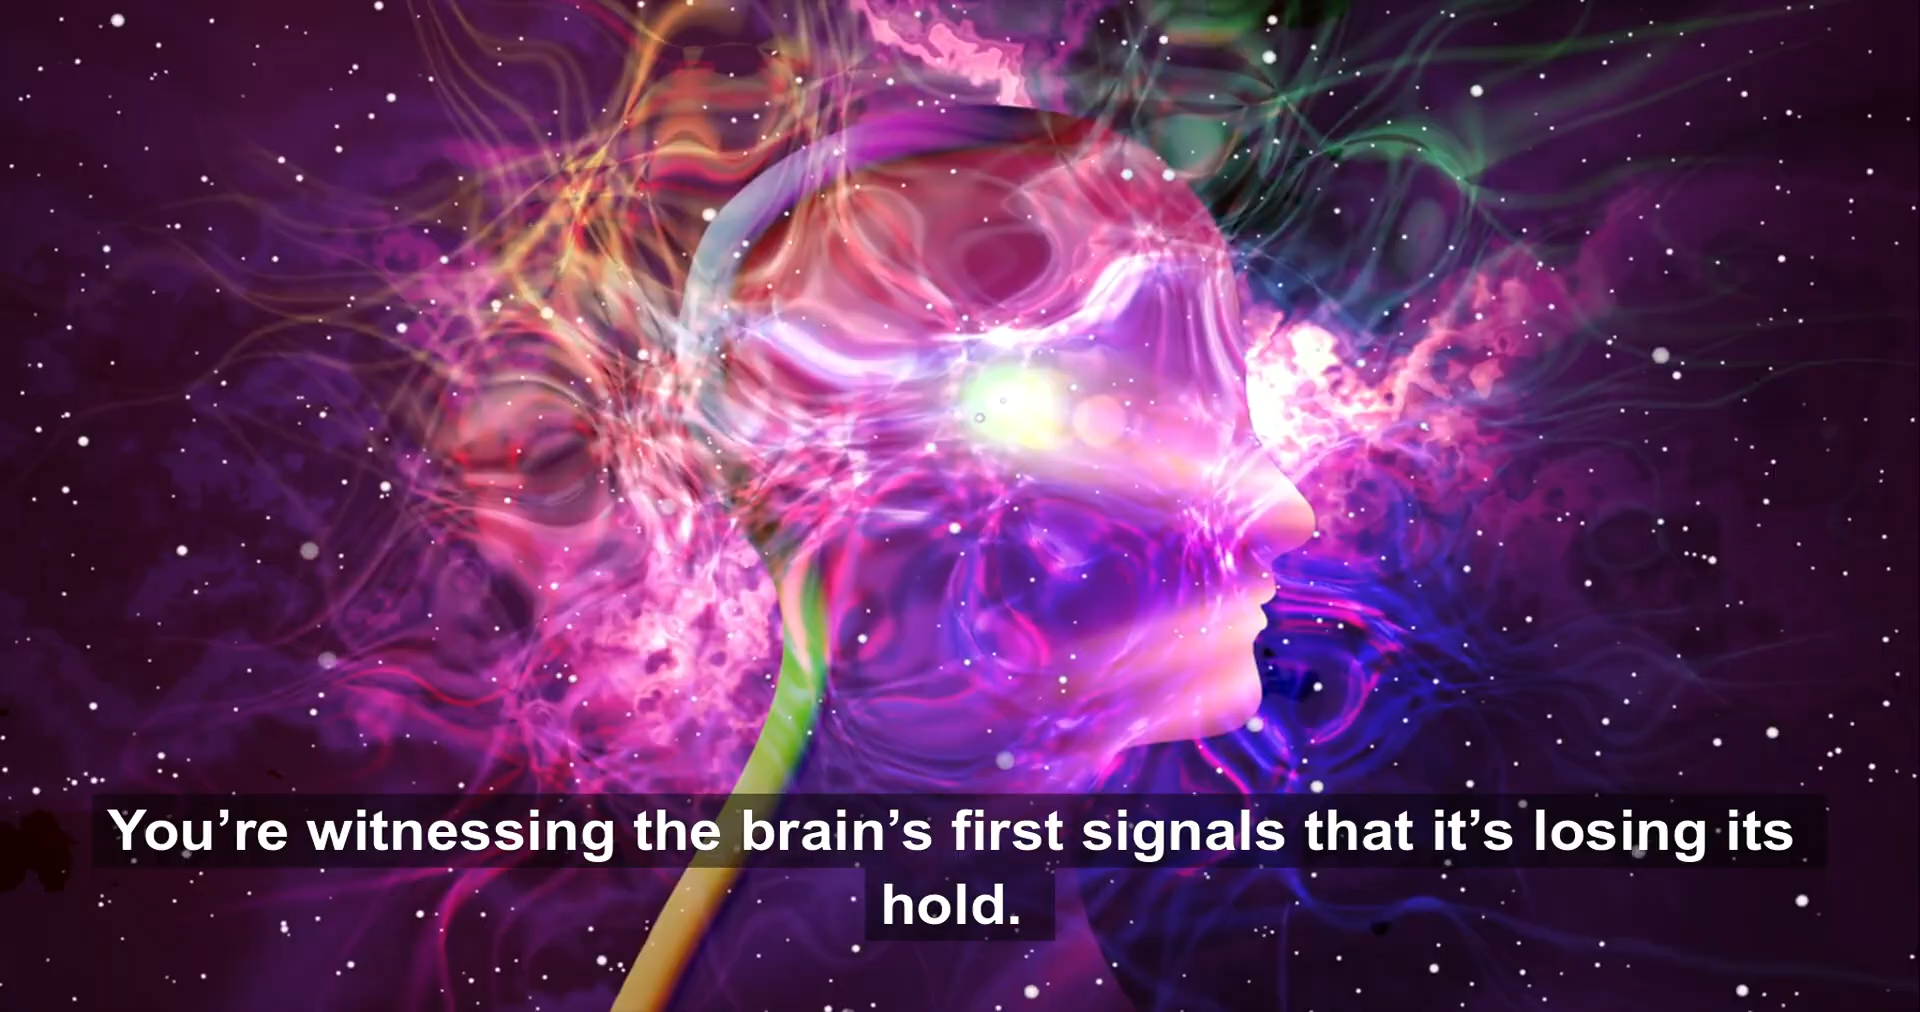 You’re witnessing the brain’s first signals that it’s losing its
hold.